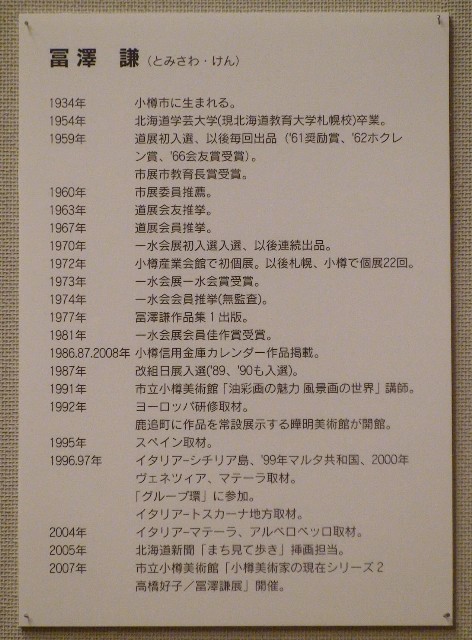 冨澤 謙（とみさわ・けん）
1934年 小樽市に生まれる。
1954年 北海道学芸大学(現北海道教育大学札幌校)卒業。
1959年 道展初入選、以後毎回出品（'61奨励賞、'62ホクレ
ン賞、'66会友賞受賞）。
市展市教育長賞受賞。
1960年 市展委員推薦。
1963年 道展会友推挙。
1967年 道展会員推挙。
1970年 一水会展初入選入選、以後連続出品。
1972年 小樽産業会館で初個展。以後札幌、小樽で個展22回。
1973年 一水会展一水会賞受賞。
1974年 一水会会員推挙(無監査)。
1977年 冨澤謙作品集1出版。
1981年 一水会展会員佳作賞受賞。
1986.87.2008年 小樽信用金庫カレンダー作品掲載。
1987年 改組日展入選('89、'90も入選)。
1991年 市立小樽美術館「油彩画の魅力 風景画の世界」講師。
1992年 ヨーロッパ研修取材。
鹿追町に作品を常設展示する曄明美術館が開館。
1995年 スペイン取材。
1996.97年 イタリアーシチリア島、'99年マルタ共和国、2000年
ヴェネツィア、マテーラ取材。
「グループ環」に参加。
イタリアートスカーナ地方取材。
2004年 イタリアーマテーラ、アルベロベッロ取材。
2005年 北海道新聞「まち見て歩き」挿画担当。
2007年 市立小樽美術館「小樽美術家の現在シリーズ2
高橋好子／冨澤謙展」開催。